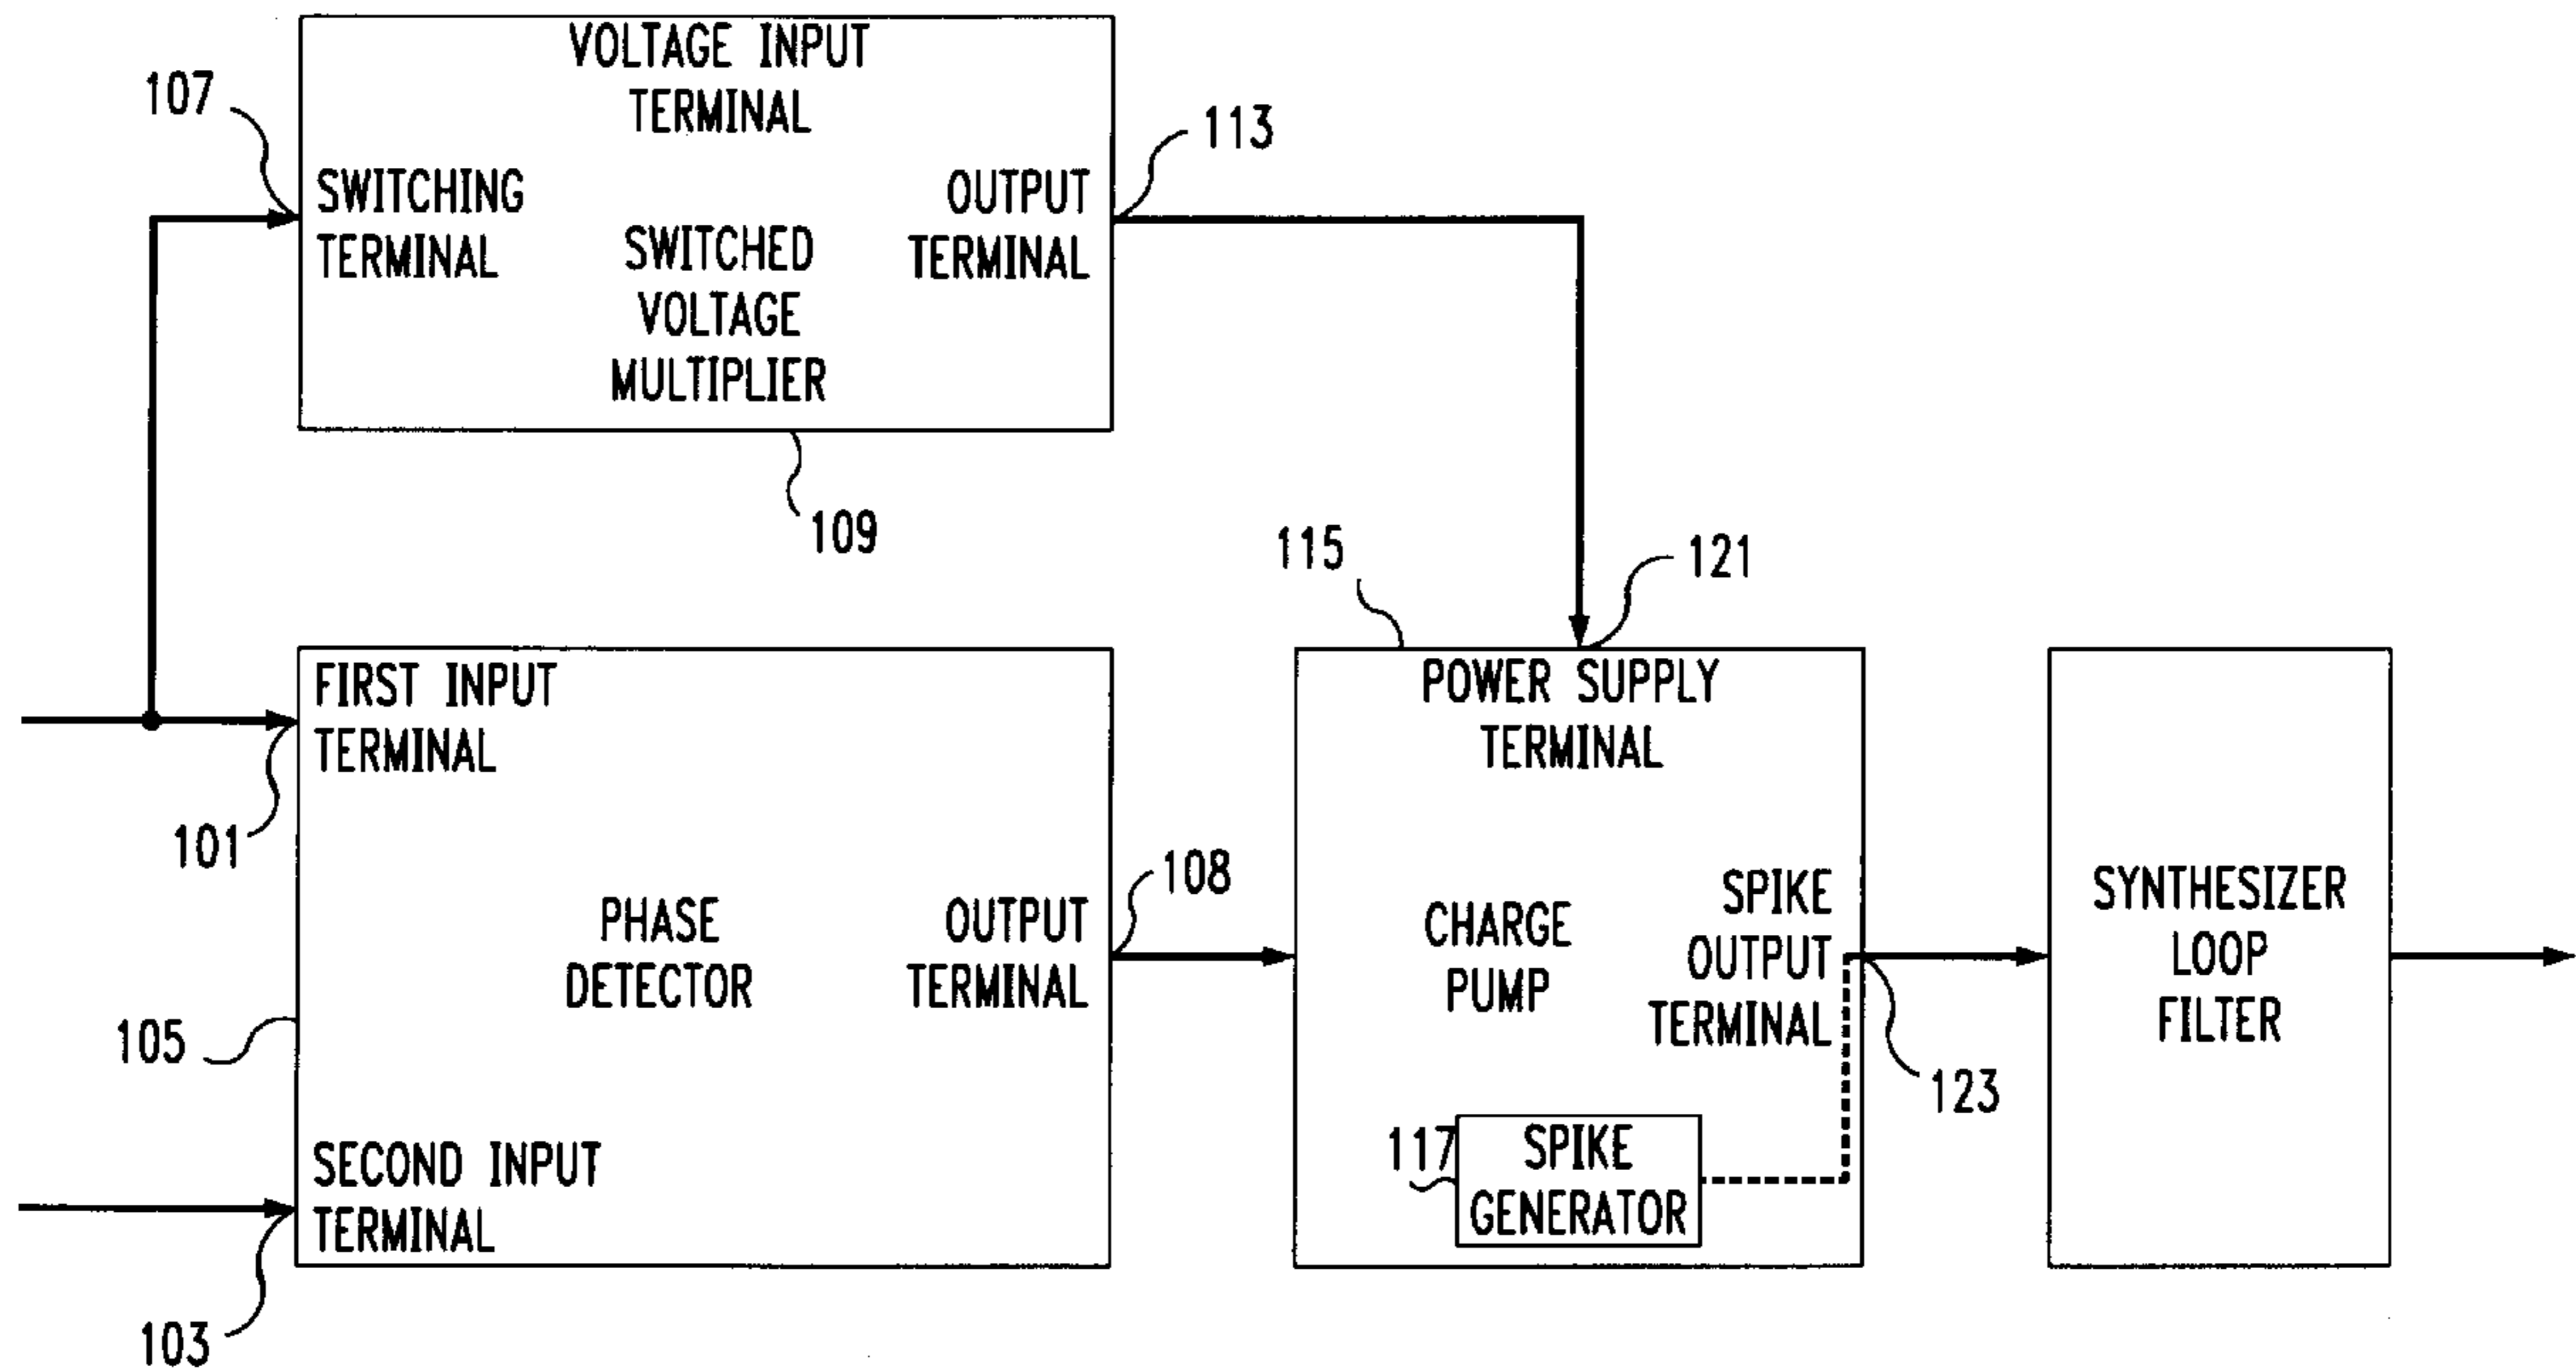 VOLTAGE INPUT
TERMINAL
107
113
SWITCHING
TERMINAL
OUTPUT
TERMINAL
SWITCHED
VOLTAGE
MULTIPLIER
109
115
121
FIRST INPUT
TERMINAL
101
POWER SUPPLY
TERMINAL
108
PHASE
DETECTOR
OUTPUT
TERMINAL
CHARGE
PUMP
SPIKE
OUTPUT
TERMINAL
SYNTHESIZER
LOOP
FILTER
105
123
SECOND INPUT
TERMINAL
117
SPIKE
GENERATOR
103